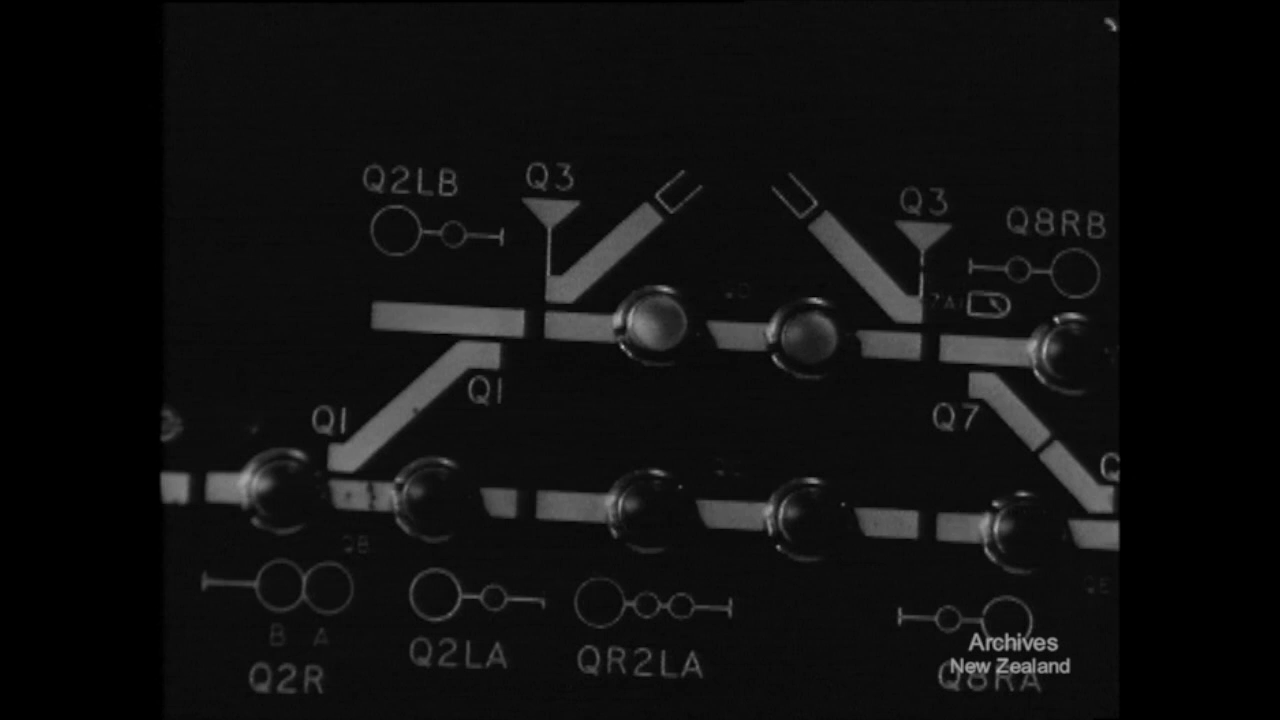 Q2LB
Q3
Q3
Q8RB
Q1
Q1
Q7
B A
Q2R
Q2LA
QR2LA
Q8RA
Archives
New Zealand